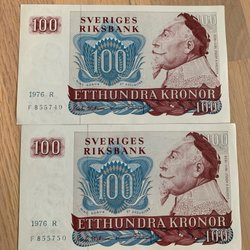 100
SVERIGES
RIKSBANK
100
1976 R
F 855749
ETTHUNDRA KRONOR
100
100
SVERIGES
RIKSBANK
100
1976 R
F 855750
ETTHUNDRA KRONOR
100